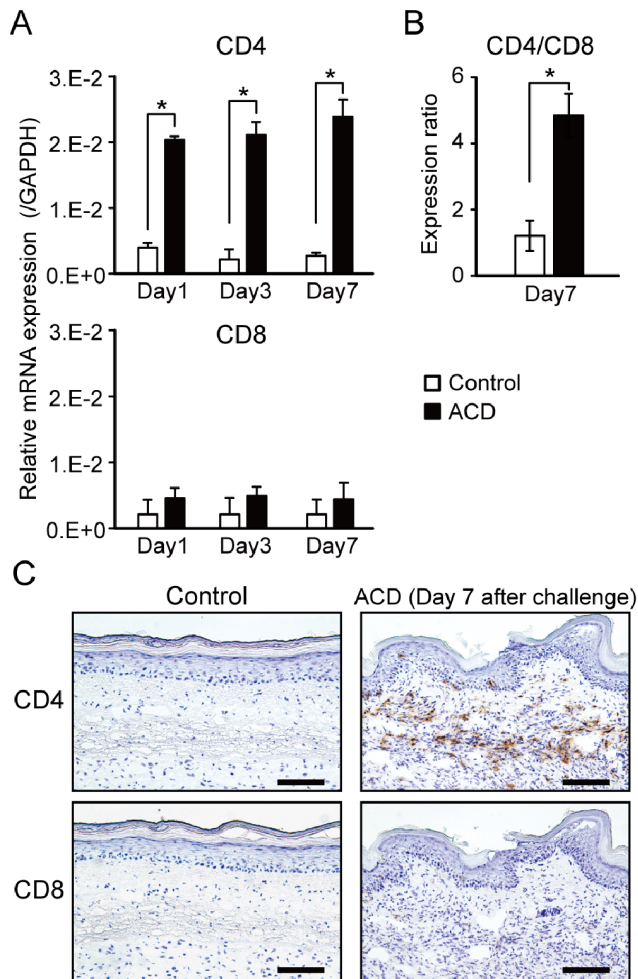 A
CD4
Relative mRNA expression (/GAPDH)
3.E-2
*
*
*
2.E-2
1.E-2
0.E+0
Day1 Day3 Day7
CD8
3.E-2
2.E-2
1.E-2
0.E+0
Day1 Day3 Day7
B
CD4/CD8
Expression ratio
6
*
4
2
0
Day7
Control
ACD
C
Control ACD (Day 7 after challenge)
CD4
CD8